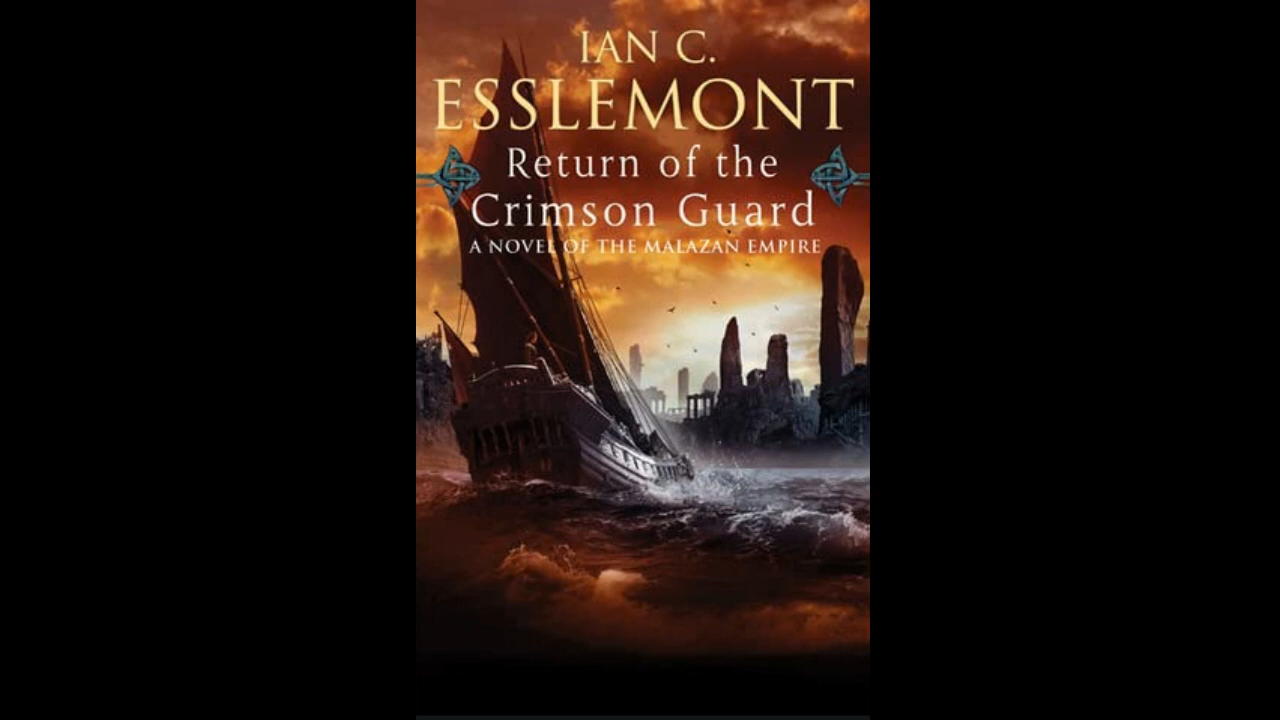 IAN C.
ESSLEMONT
Return of the
Crimson Guard
A NOVEL OF THE MALAZAN EMPIRE